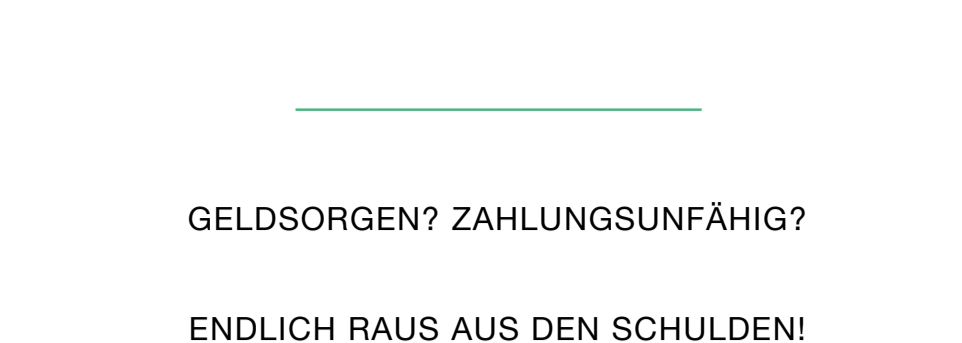 GELDSORGEN? ZAHLUNGSUNFÄHIG?
ENDLICH RAUS AUS DEN SCHULDEN!